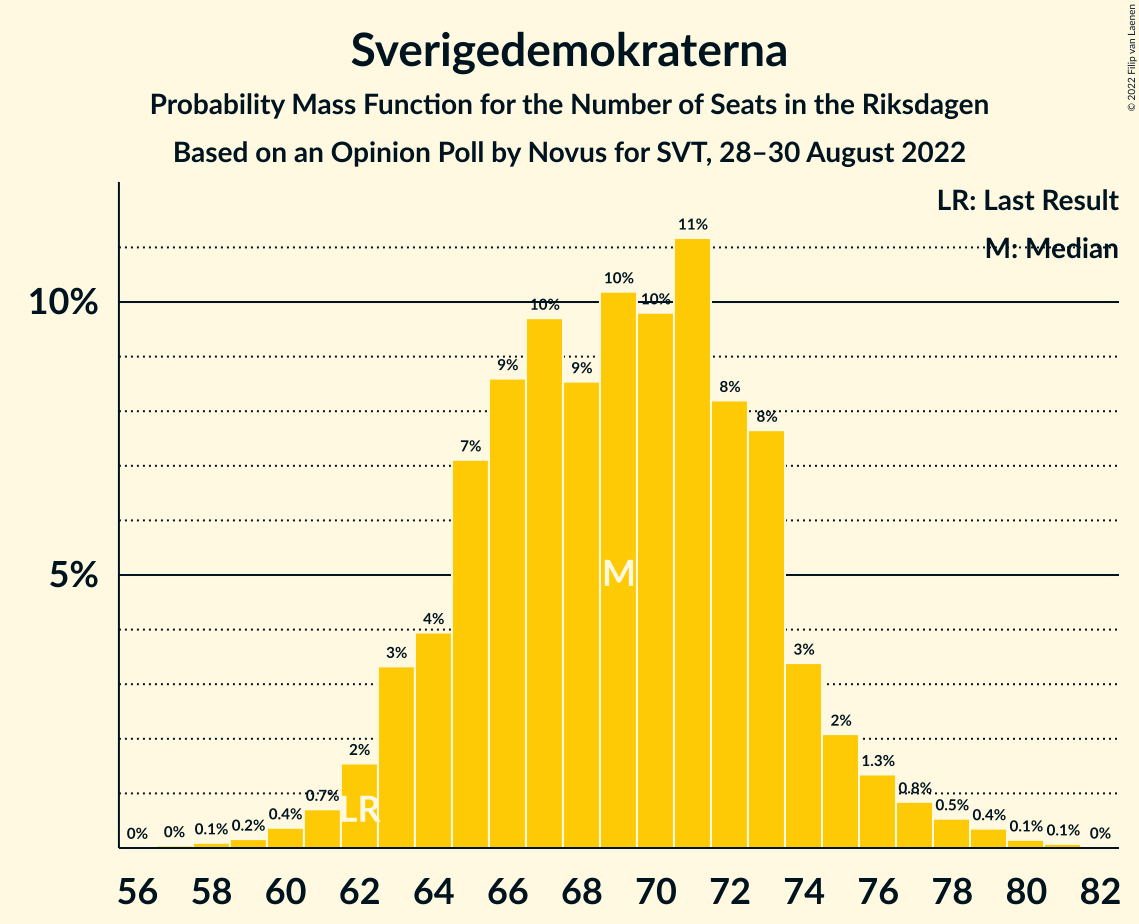 Sverigedemokraterna
Probability Mass Function for the Number of Seats in the Riksdagen
Based on an Opinion Poll by Novus for SVT, 28–30 August 2022
© 2022 Filip van Laenen
LR: Last Result
M: Median
10%
5%
0% 0% 0.1% 0.2% 0.4% 0.7% 2% 3% 4% 7% 9% 10% 9% 10% 10% 11% 8% 8% 3% 2% 1.3% 0.8% 0.5% 0.4% 0.1% 0.1% 0%
M
LR
56 58 60 62 64 66 68 70 72 74 76 78 80 82